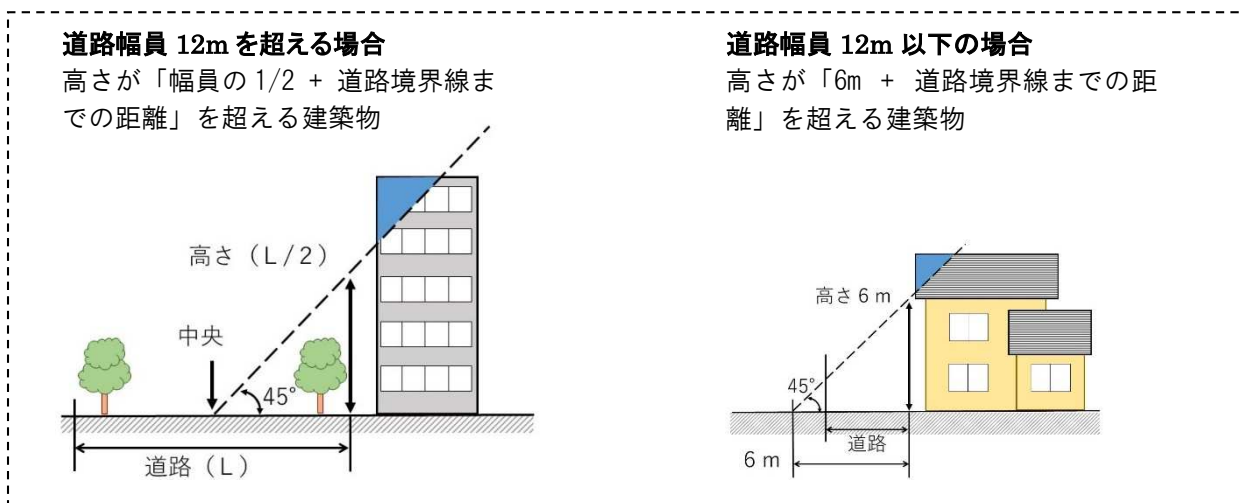 道路幅員 12m を超える場合
高さが「幅員の 1/2 + 道路境界線ま
での距離」を超える建築物
高さ（L/2）
中央
45°
道路（L）
道路幅員 12m 以下の場合
高さが「6m + 道路境界線までの距
離」を超える建築物
高さ 6 m
45°
道路
6 m